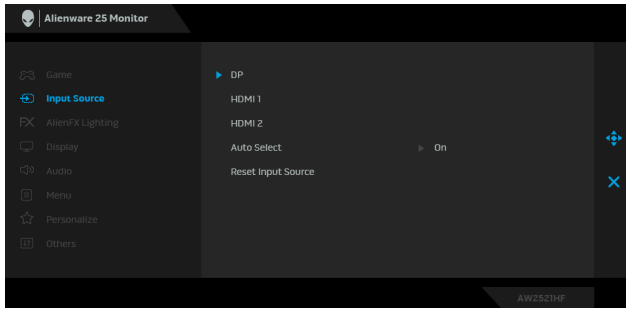 Alienware 25 Monitor
Game
Input Source
FX AlienFX Lighting
Display
Audio
Menu
Personalize
Others
DP
HDMI 1
HDMI 2
Auto Select On
Reset Input Source
AW2521HF